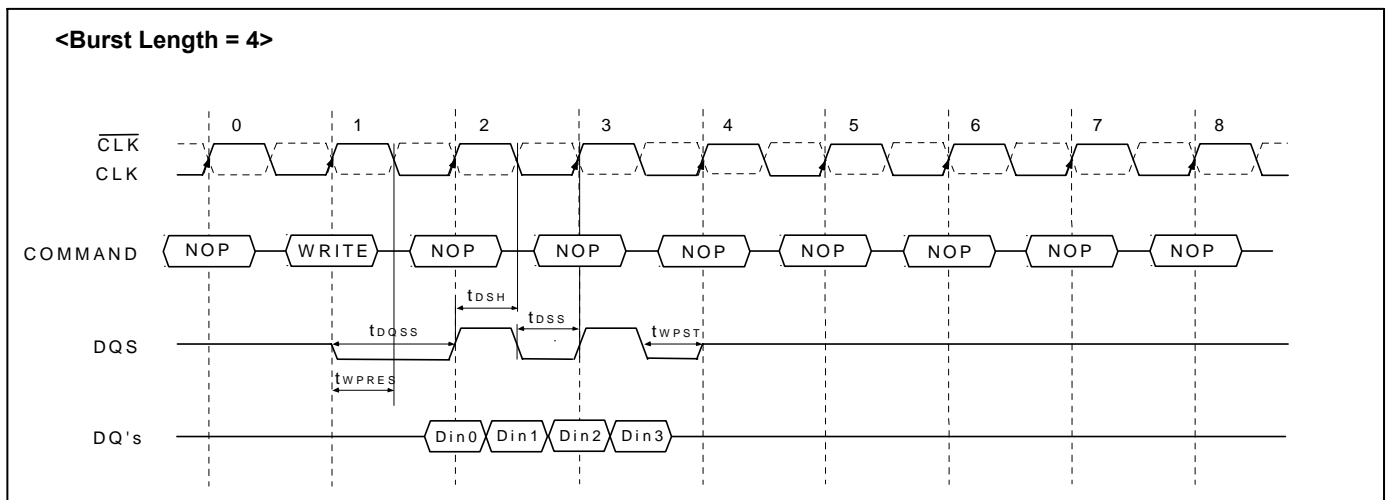 <Burst Length = 4>
0 1 2 3 4 5 6 7 8
CLK
CLK
COMMAND NOP WRITE NOP NOP NOP NOP NOP NOP NOP
tDSH
tDSS
tDQSS tWPST
DQS
tWPRES
DQ's Din0 Din1 Din2 Din3